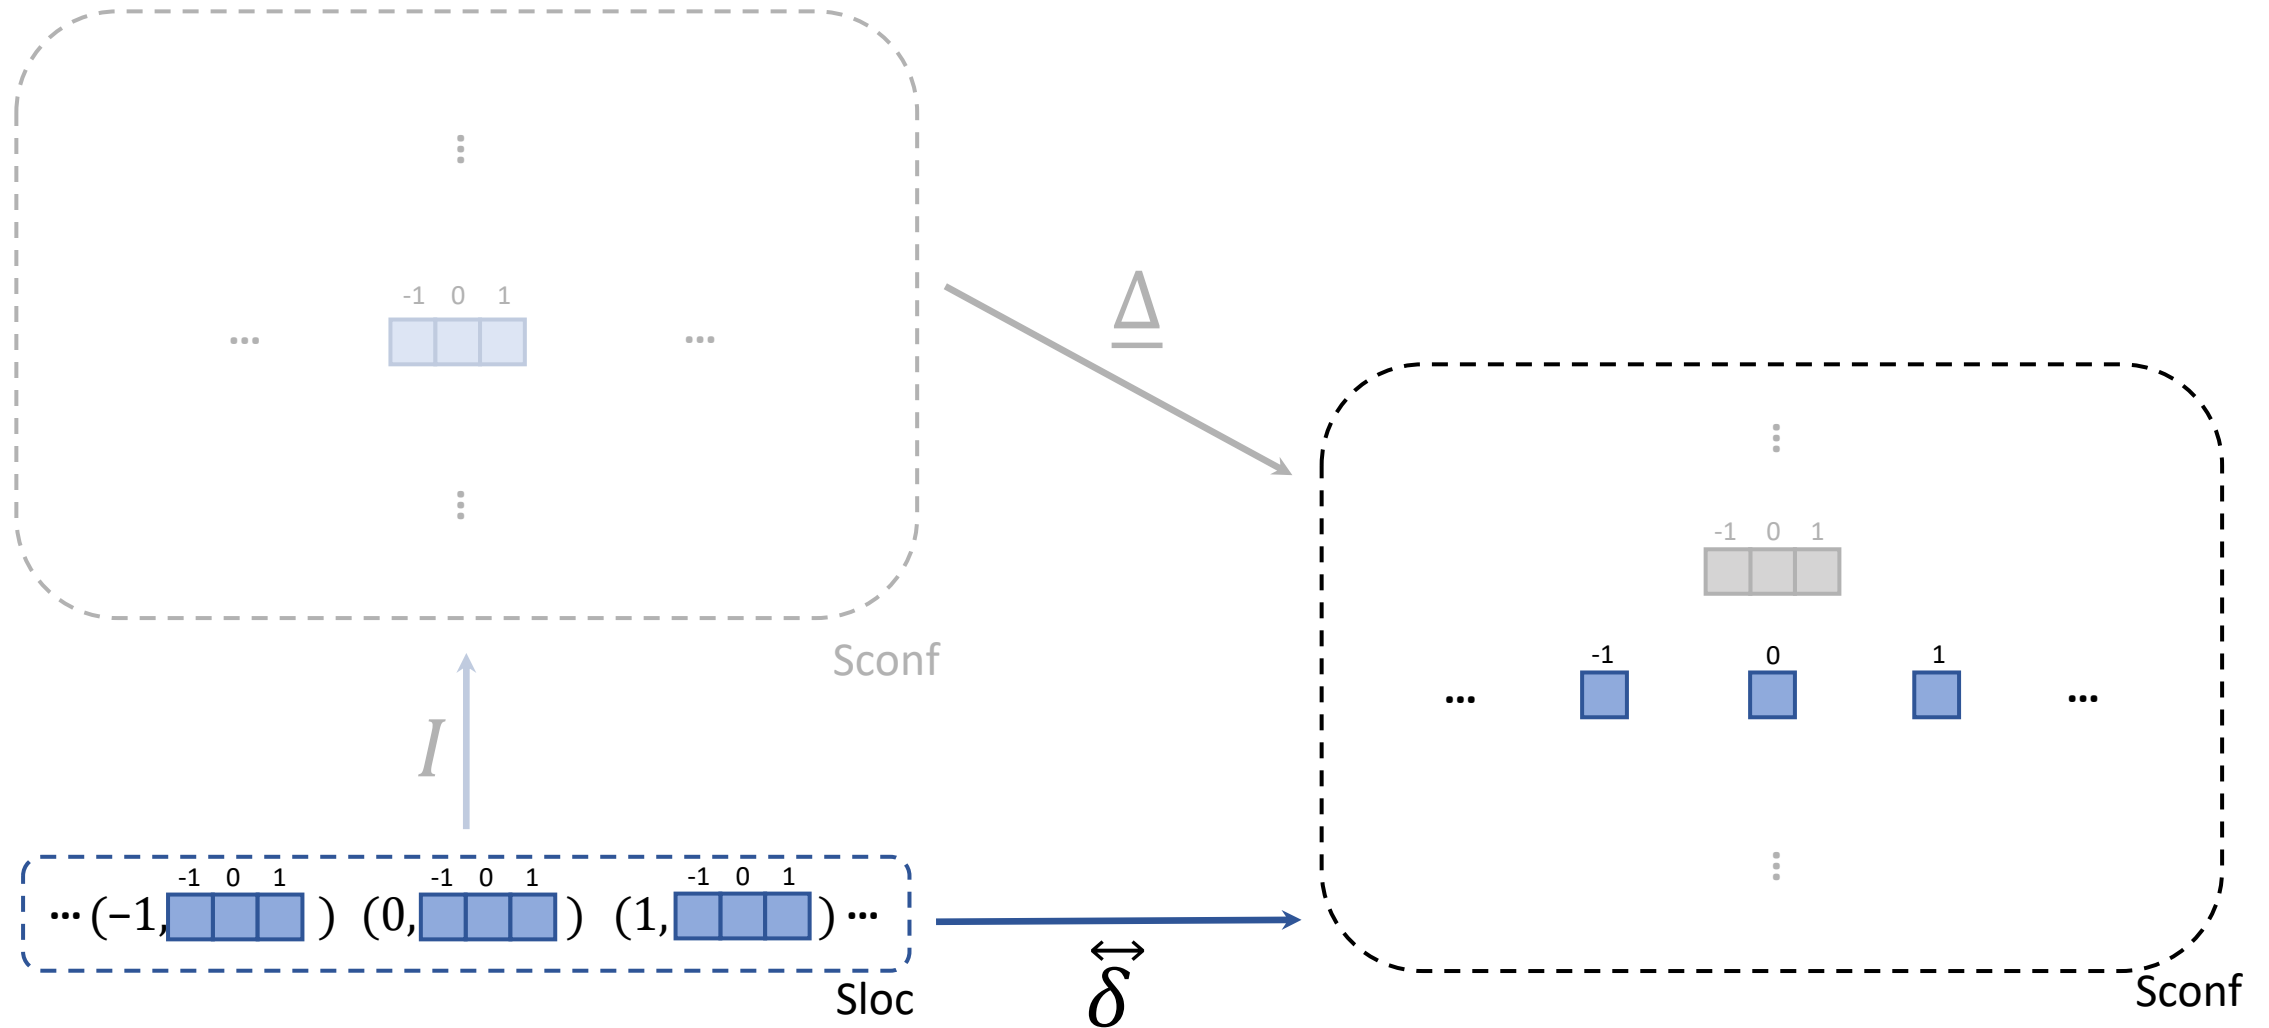 ⋮
-1 0 1
… …
⋮
Sconf
Δ
I
⋮
-1 0 1
-1 0 1
… …
⋮
-1 0 1 -1 0 1 -1 0 1
… (−1, ) (0, ) (1, ) …
Sloc
δ⃡
Sconf